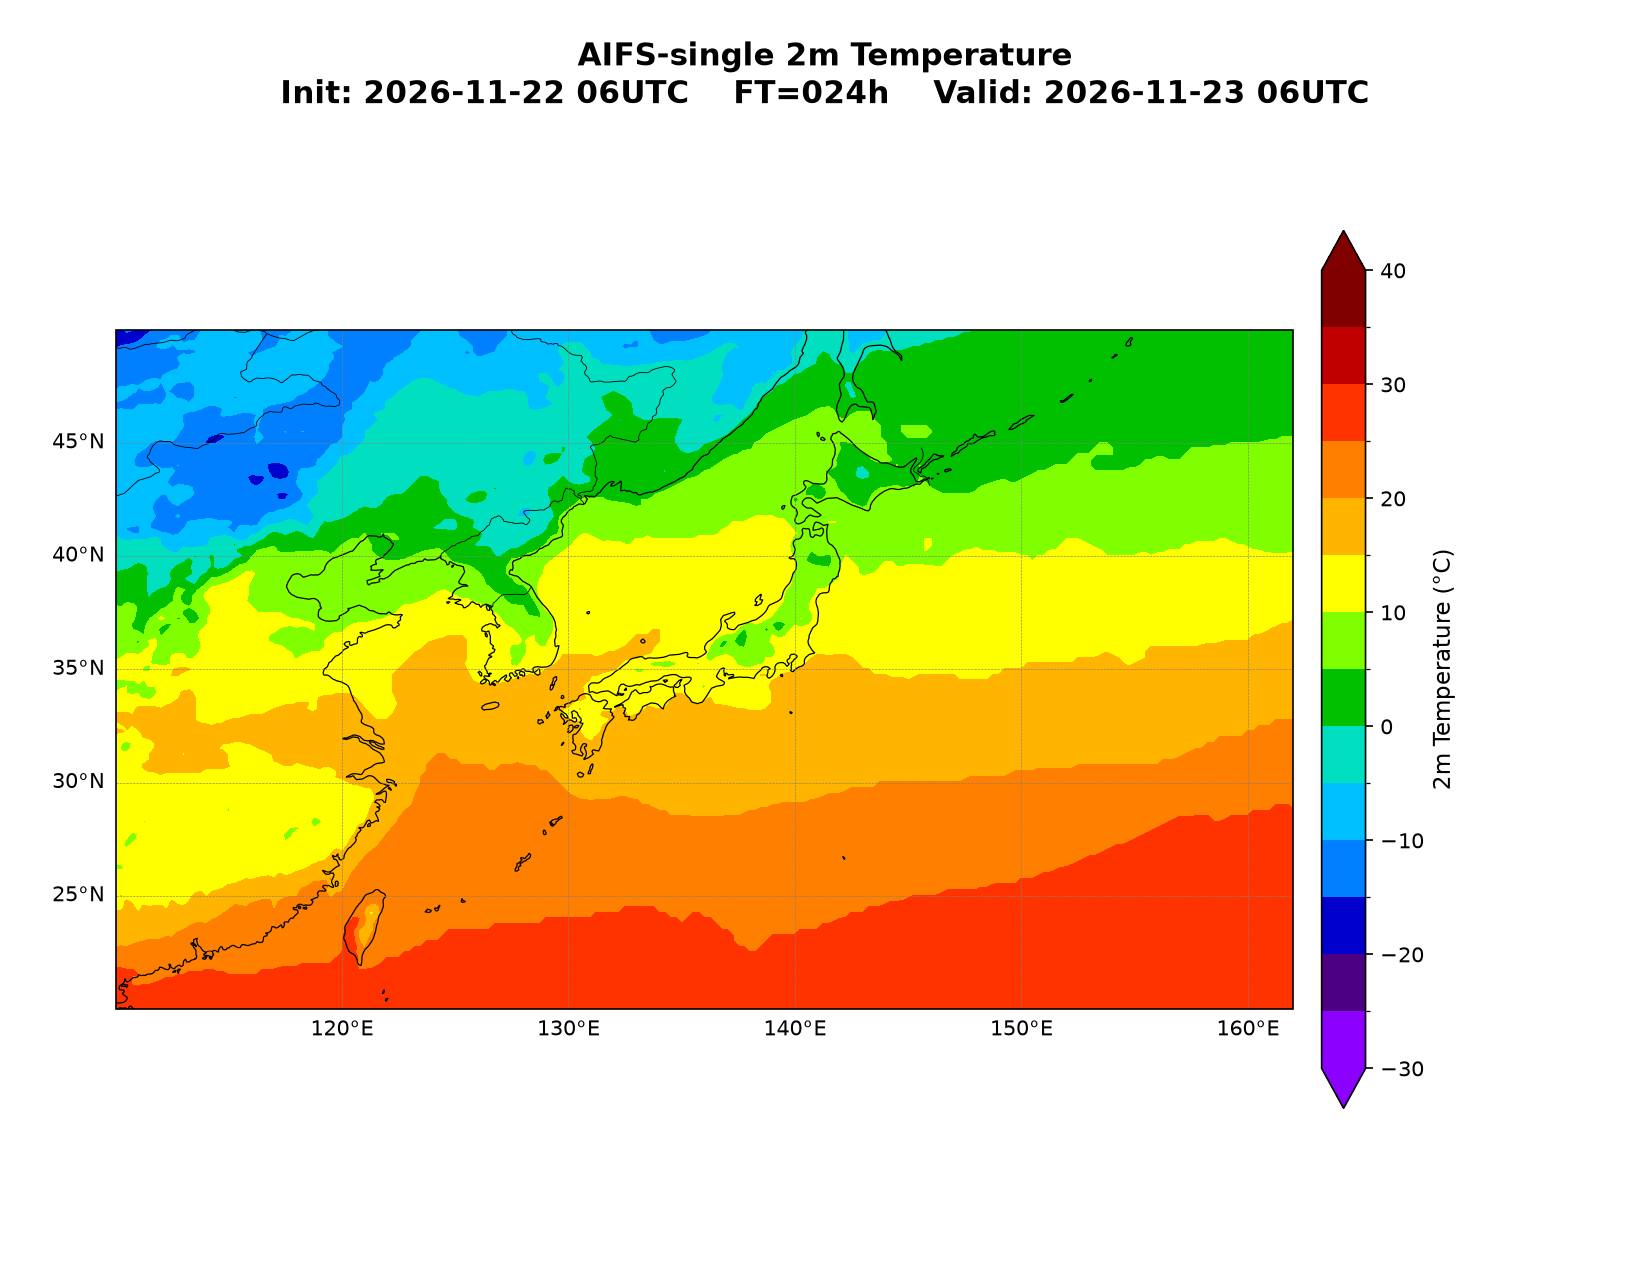 AIFS-single 2m Temperature
Init: 2026-11-22 06UTC    FT=024h    Valid: 2026-11-23 06UTC
40
30
20
10
0
−10
−20
−30
2m Temperature (°C)
45°N
40°N
35°N
30°N
25°N
120°E
130°E
140°E
150°E
160°E